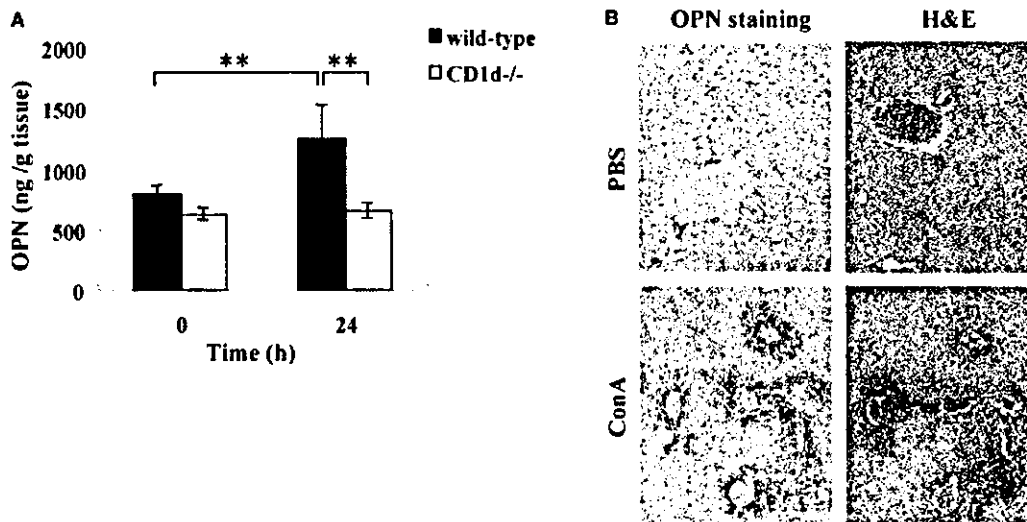 A
OPN (ng /g tissue)
2000
1500
1000
500
0
** **
wild-type
CD1d-/-
0 24
Time (h)
B
OPN staining H&E
PBS
ConA